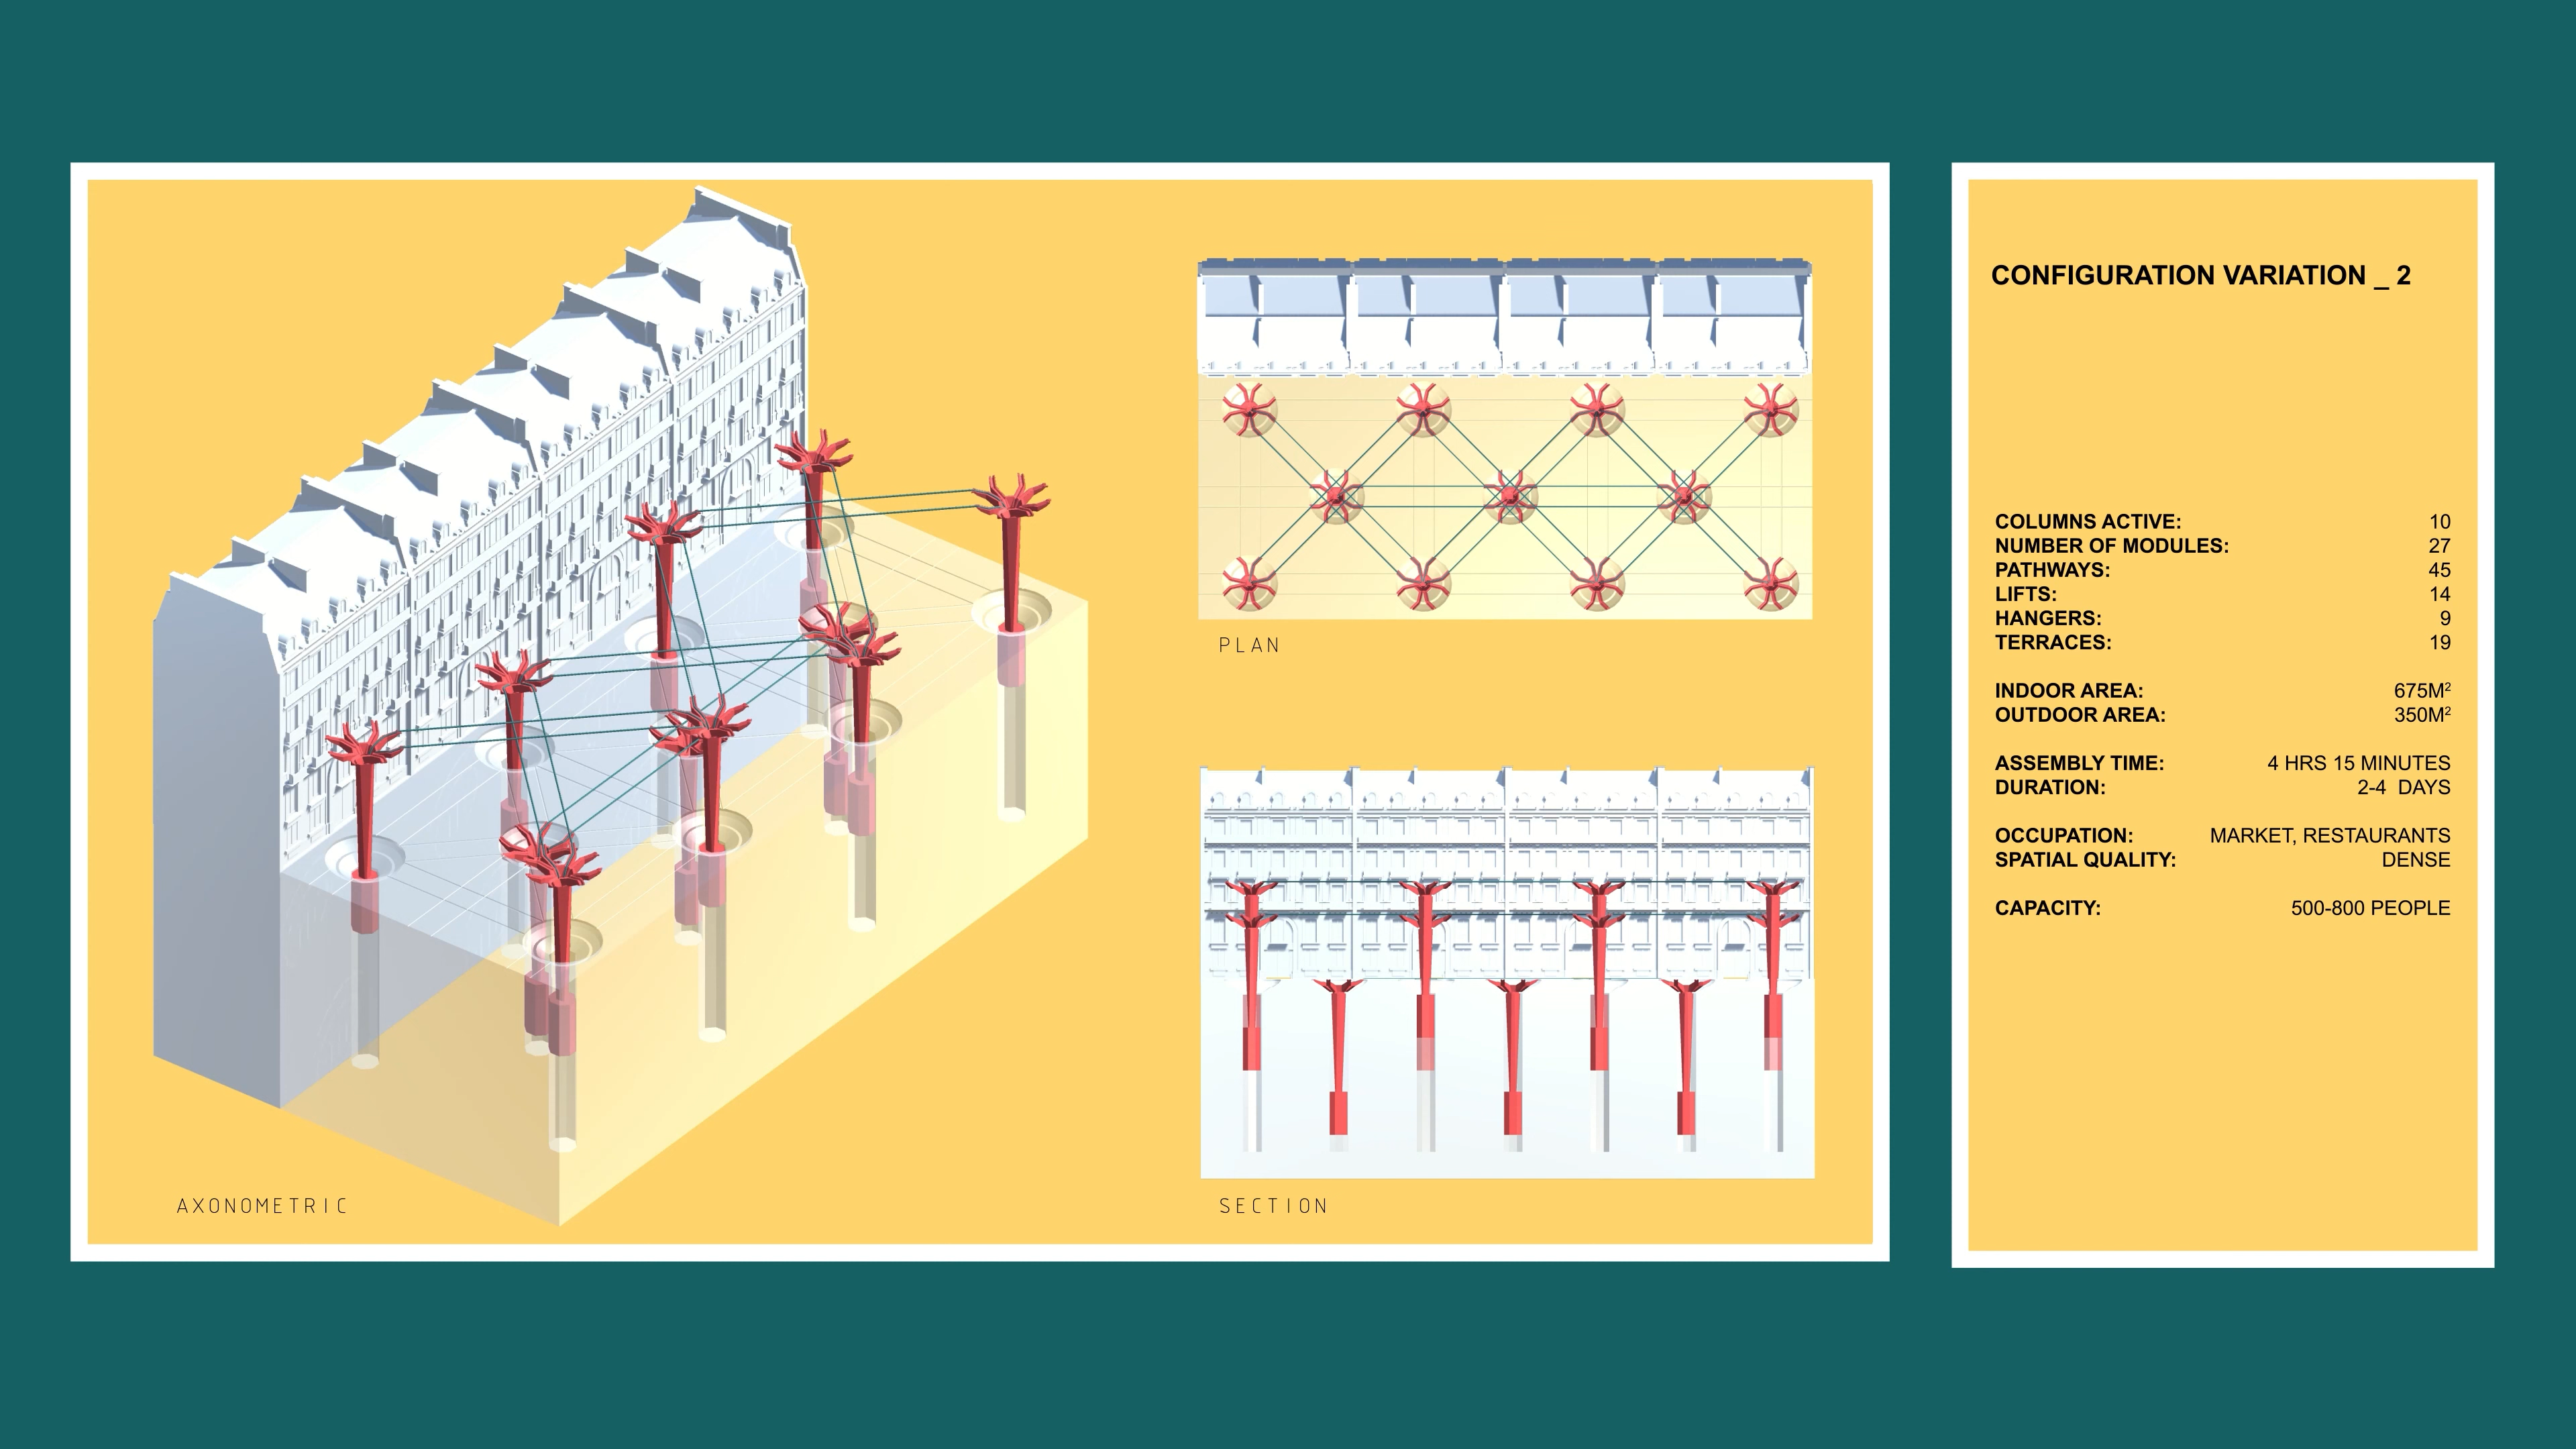 AXONOMETRIC
PLAN
SECTION
CONFIGURATION VARIATION _ 2
COLUMNS ACTIVE: 10
NUMBER OF MODULES: 27
PATHWAYS: 45
LIFTS: 14
HANGERS: 9
TERRACES: 19
INDOOR AREA: 675M²
OUTDOOR AREA: 350M²
ASSEMBLY TIME: 4 HRS 15 MINUTES
DURATION: 2-4 DAYS
OCCUPATION: MARKET, RESTAURANTS
SPATIAL QUALITY: DENSE
CAPACITY: 500-800 PEOPLE